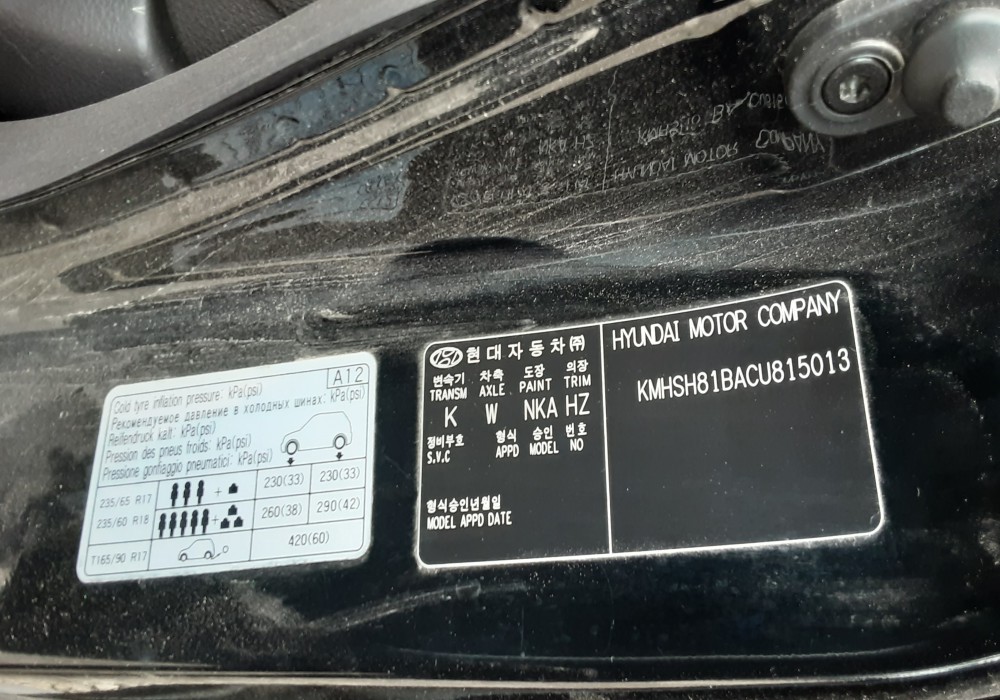 A12
Cold tyre inflation pressure: kPa(psi)
Рекомендуемое давление в холодных шинах: kPa(psi)
Reifendruck kalt: kPa(psi)
Pression des pneus froids: kPa(psi)
Pressione gonfiaggio pneumatici: kPa(psi)
235/65 R17 + 230(33) 230(33)
235/60 R18 + 260(38) 290(42)
T165/90 R17 420(60)
현대자동차㈜
변속기 차축 도장 의장
TRANSM AXLE PAINT TRIM
K W NKA HZ
정비부호 형식 승인 번호
S.V.C APPD MODEL NO
형식승인년월일
MODEL APPD DATE
HYUNDAI MOTOR COMPANY
KMHSH81BACU815013